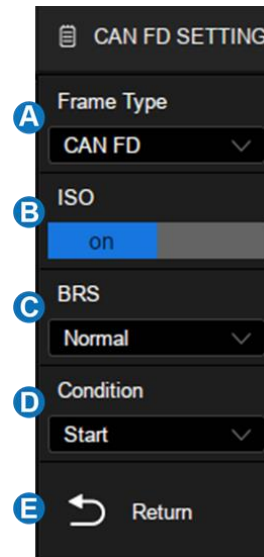 CAN FD SETTING
A
Frame Type
CAN FD
B
ISO
on
C
BRS
Normal
D
Condition
Start
E
Return